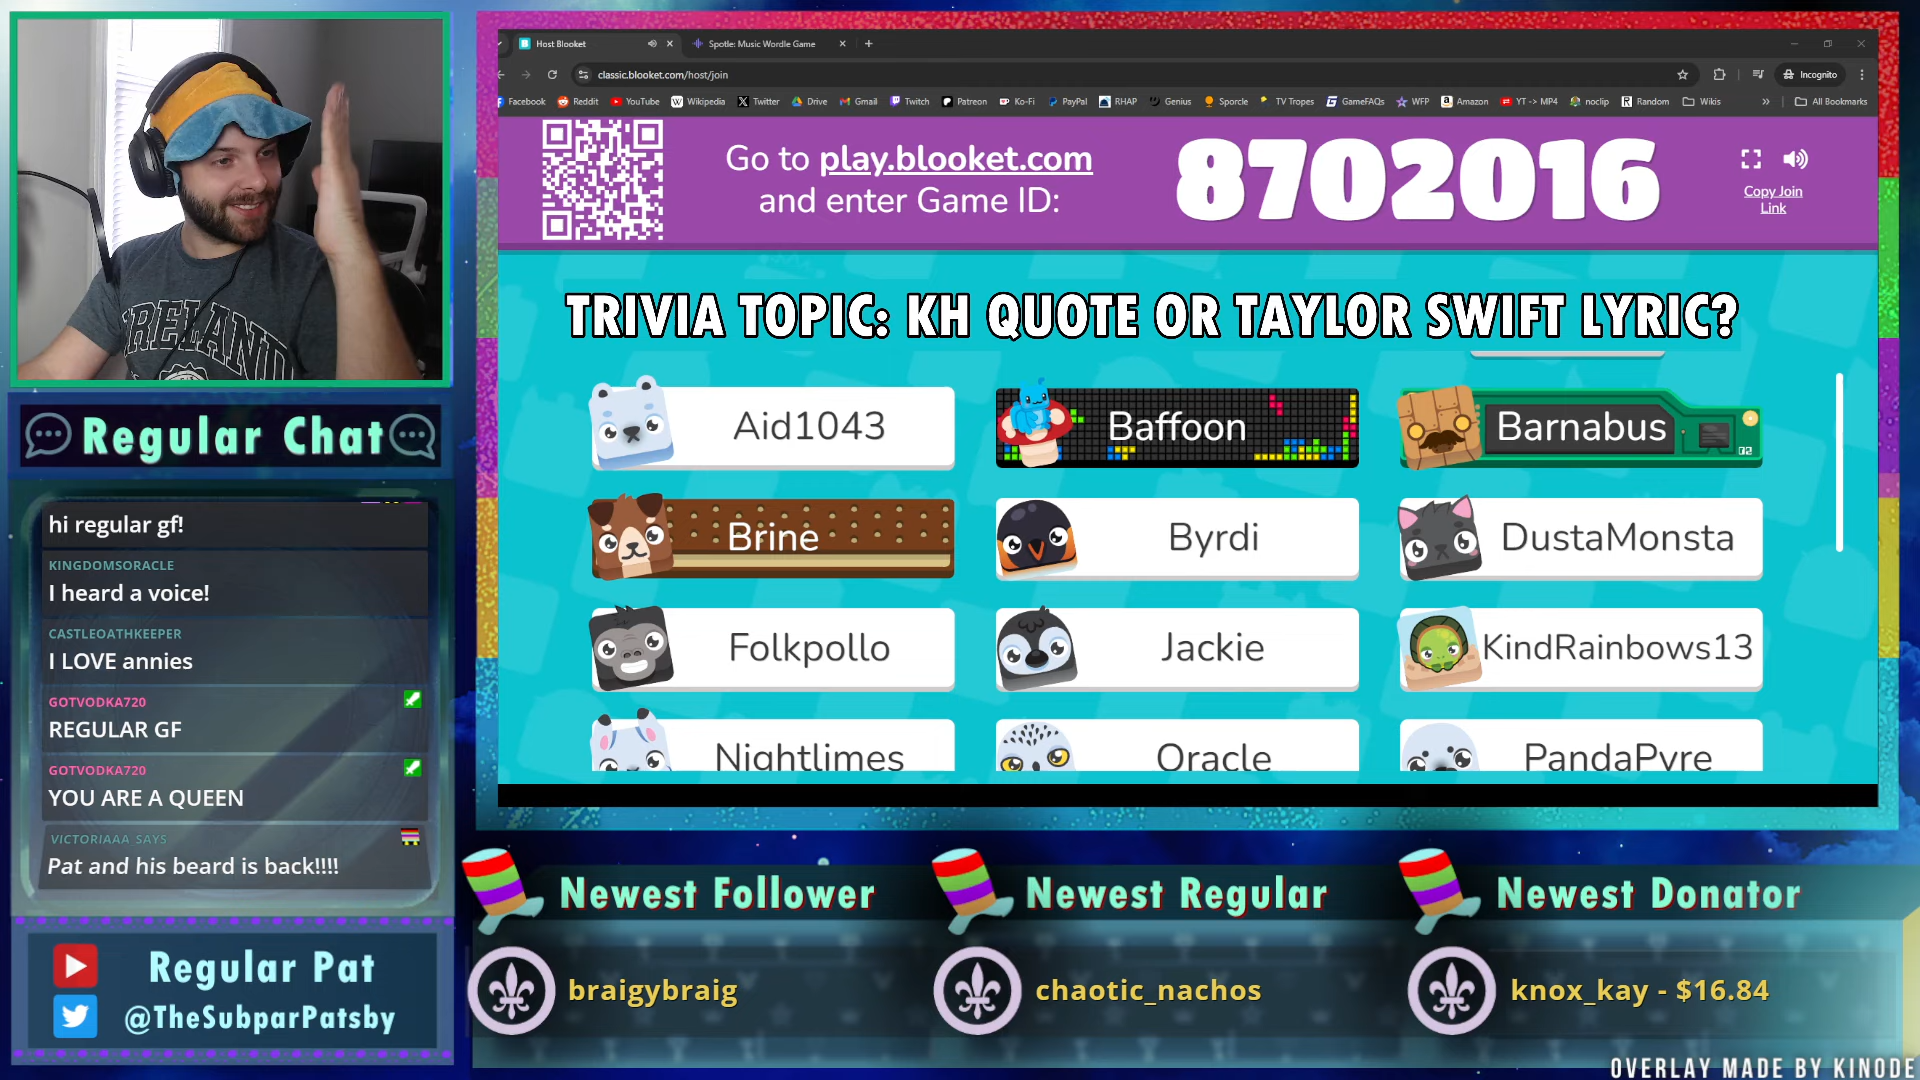 Host Blooket
Spotle: Music Wordle Game
classic.blooket.com/host/join
Incognito
Facebook Reddit YouTube Wikipedia Twitter Drive Gmail Twitch Patreon Ko-Fi PayPal RHAP Genius Sporcle TV Tropes GameFAQs WFP Amazon YT -> MP4 noclip Random Wikis » All Bookmarks
Go to play.blooket.com
and enter Game ID:
8702016
Copy Join
Link
TRIVIA TOPIC: KH QUOTE OR TAYLOR SWIFT LYRIC?
Aid1043
Baffoon
Barnabus
Brine
Byrdi
DustaMonsta
Folkpollo
Jackie
KindRainbows13
Nightlimes
Oracle
PandaPyre
IRELAND
Regular Chat
hi regular gf!
KINGDOMSORACLE
I heard a voice!
CASTLEOATHKEEPER
I LOVE annies
GOTVODKA720
REGULAR GF
GOTVODKA720
YOU ARE A QUEEN
VICTORIAAA SAYS
Pat and his beard is back!!!!
Regular Pat
@TheSubparPatsby
Newest Follower
braigybraig
Newest Regular
chaotic_nachos
Newest Donator
knox_kay - $16.84
OVERLAY MADE BY KINODE